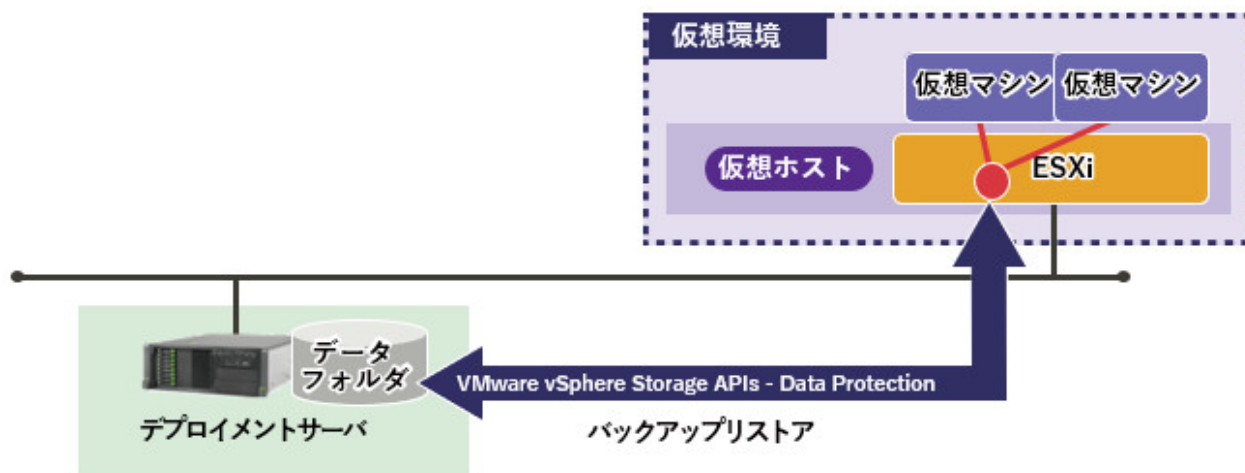 仮想環境
仮想マシン 仮想マシン
仮想ホスト
ESXi
データ
フォルダ
VMware vSphere Storage APIs - Data Protection
デプロイメントサーバ
バックアップリストア